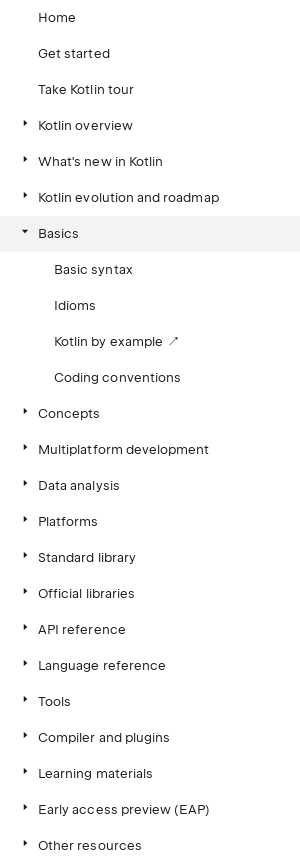 Home
Get started
Take Kotlin tour
Kotlin overview
What's new in Kotlin
Kotlin evolution and roadmap
Basics
Basic syntax
Idioms
Kotlin by example ↗
Coding conventions
Concepts
Multiplatform development
Data analysis
Platforms
Standard library
Official libraries
API reference
Language reference
Tools
Compiler and plugins
Learning materials
Early access preview (EAP)
Other resources